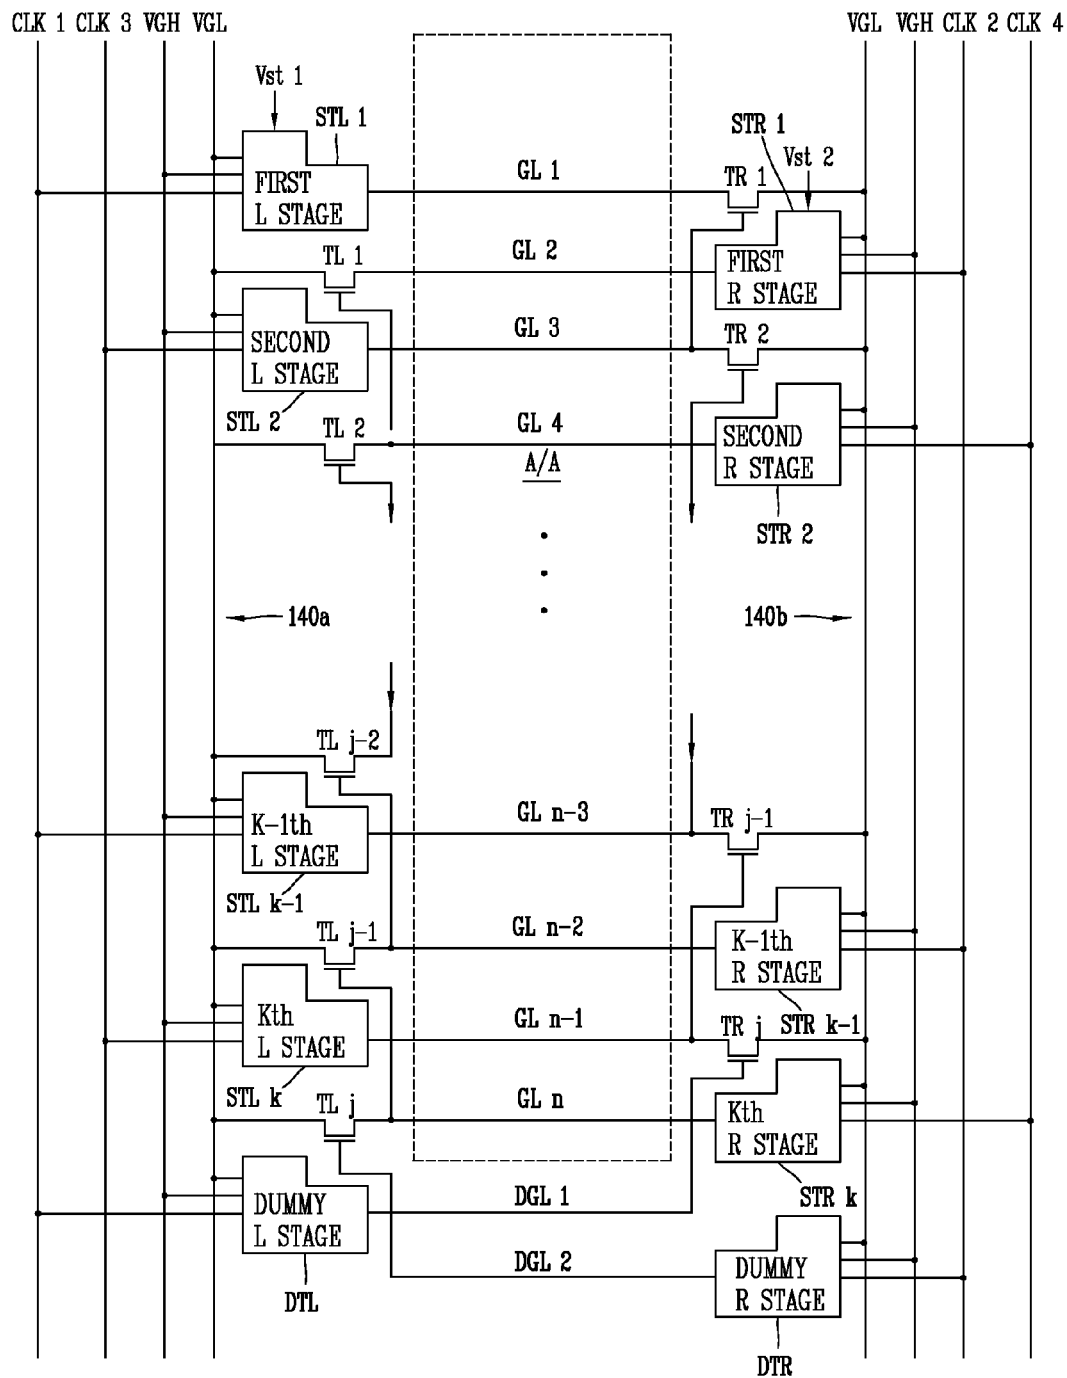 CLK 1 CLK 3 VGH VGL VGL VGH CLK 2 CLK 4
Vst 1
STL 1
STR 1
Vst 2
FIRST
L STAGE
GL 1
TR 1
TL 1
GL 2
FIRST
R STAGE
SECOND
L STAGE
GL 3
TR 2
STL 2
TL 2
GL 4
A/A
SECOND
R STAGE
STR 2
140a
140b
TL j-2
K-1th
L STAGE
GL n-3
TR j-1
STL k-1
TL j-1
GL n-2
K-1th
R STAGE
Kth
L STAGE
GL n-1
TR j
STR k-1
STL k
TL j
GL n
Kth
R STAGE
STR k
DUMMY
L STAGE
DGL 1
DTL
DGL 2
DUMMY
R STAGE
DTR